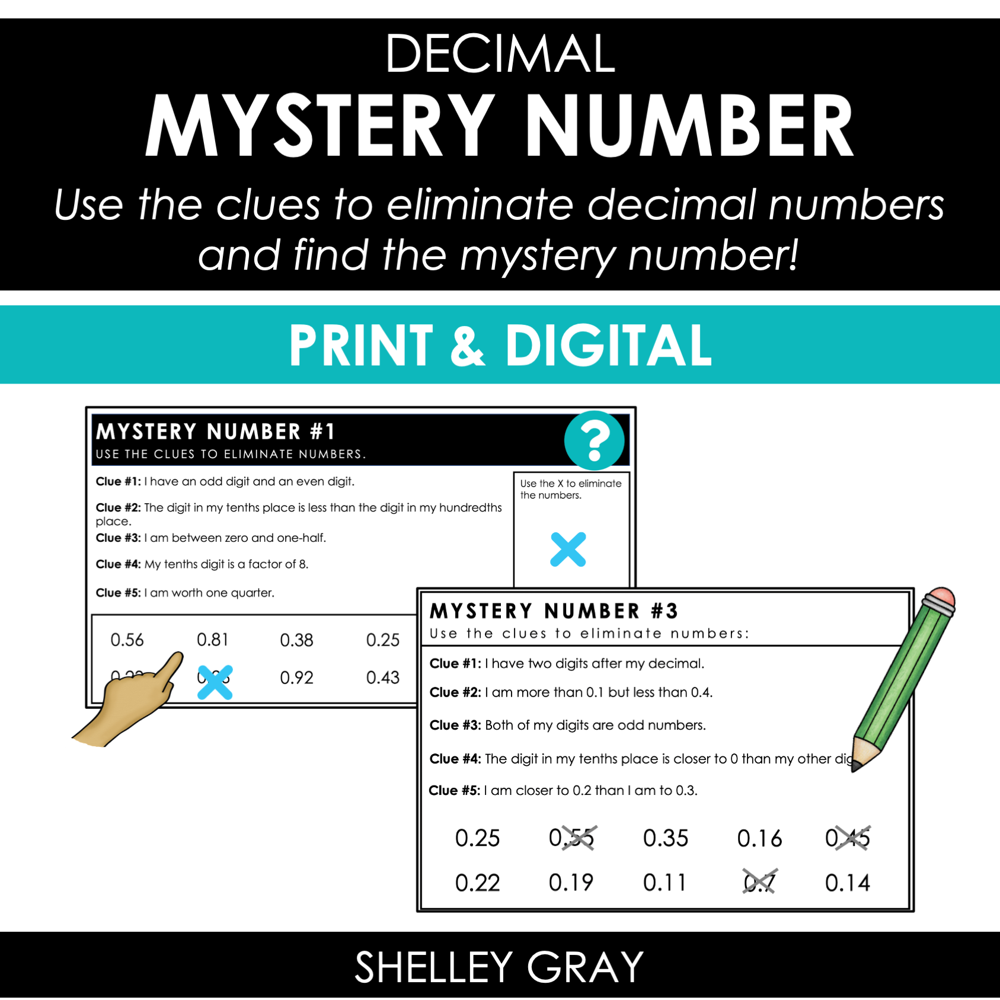 DECIMAL
MYSTERY NUMBER
Use the clues to eliminate decimal numbers
and find the mystery number!
PRINT & DIGITAL
MYSTERY NUMBER #1
USE THE CLUES TO ELIMINATE NUMBERS.
?
Clue #1: I have an odd digit and an even digit.
Clue #2: The digit in my tenths place is less than the digit in my hundredths
place.
Clue #3: I am between zero and one-half.
Clue #4: My tenths digit is a factor of 8.
Clue #5: I am worth one quarter.
Use the X to eliminate
the numbers.
0.56 0.81 0.38 0.25
0.92 0.43
MYSTERY NUMBER #3
Use the clues to eliminate numbers:
Clue #1: I have two digits after my decimal.
Clue #2: I am more than 0.1 but less than 0.4.
Clue #3: Both of my digits are odd numbers.
Clue #4: The digit in my tenths place is closer to 0 than my other
Clue #5: I am closer to 0.2 than I am to 0.3.
0.25 0.55 0.35 0.16 0.45
0.22 0.19 0.11 0.7 0.14
SHELLEY GRAY